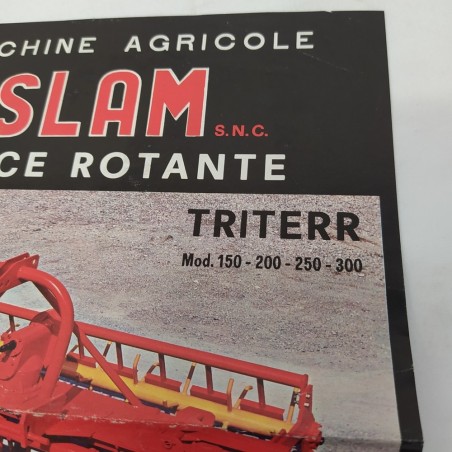 CHINE AGRICOLE
SLAM S.N.C.
CE ROTANTE
TRITERR
Mod. 150 - 200 - 250 - 300